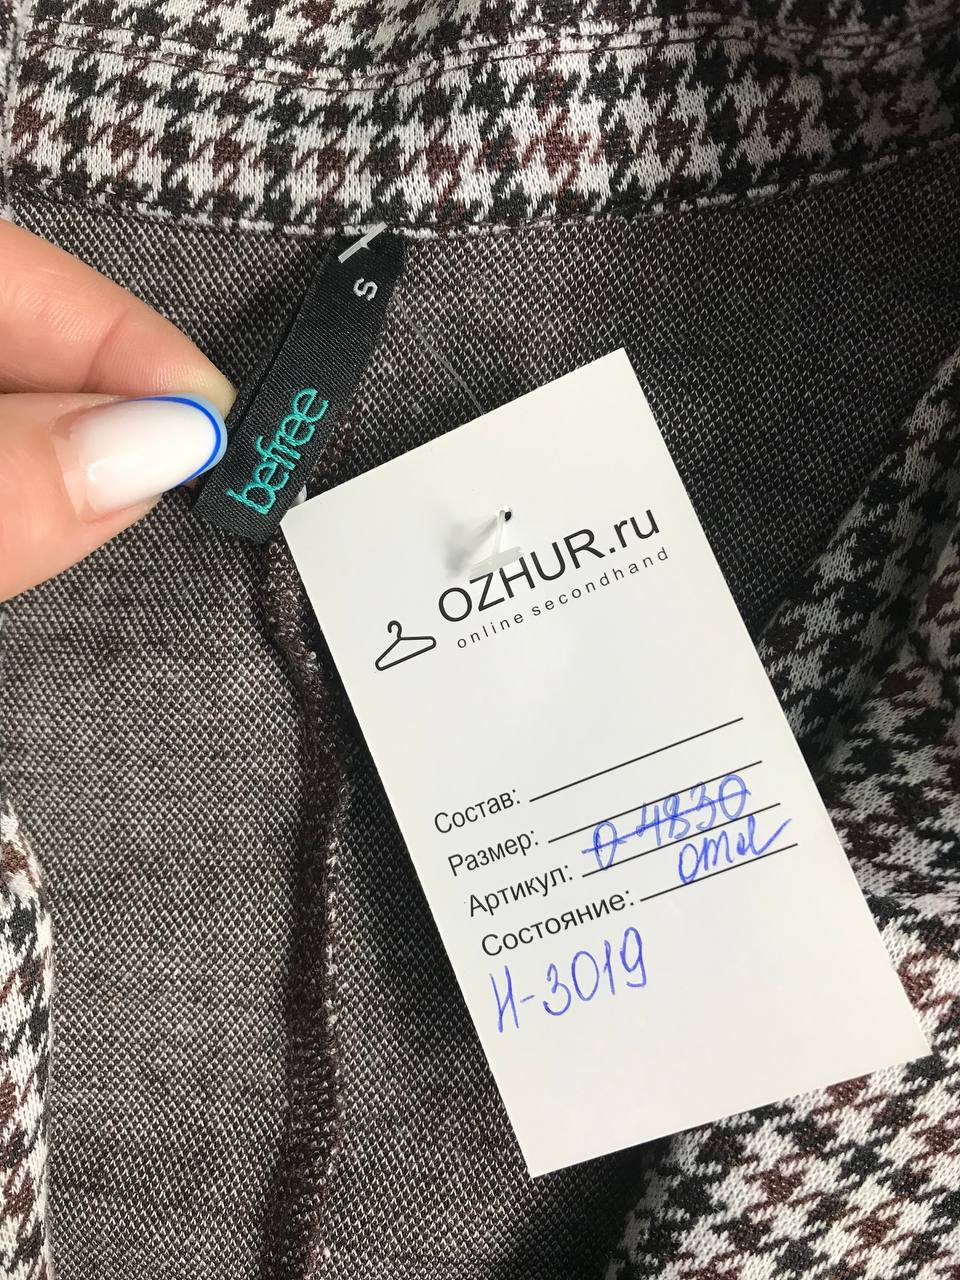 S
befree
OZHUR.ru
online secondhand
Состав:
Размер:
Артикул: 0-4830
Состояние: отл
И-3019